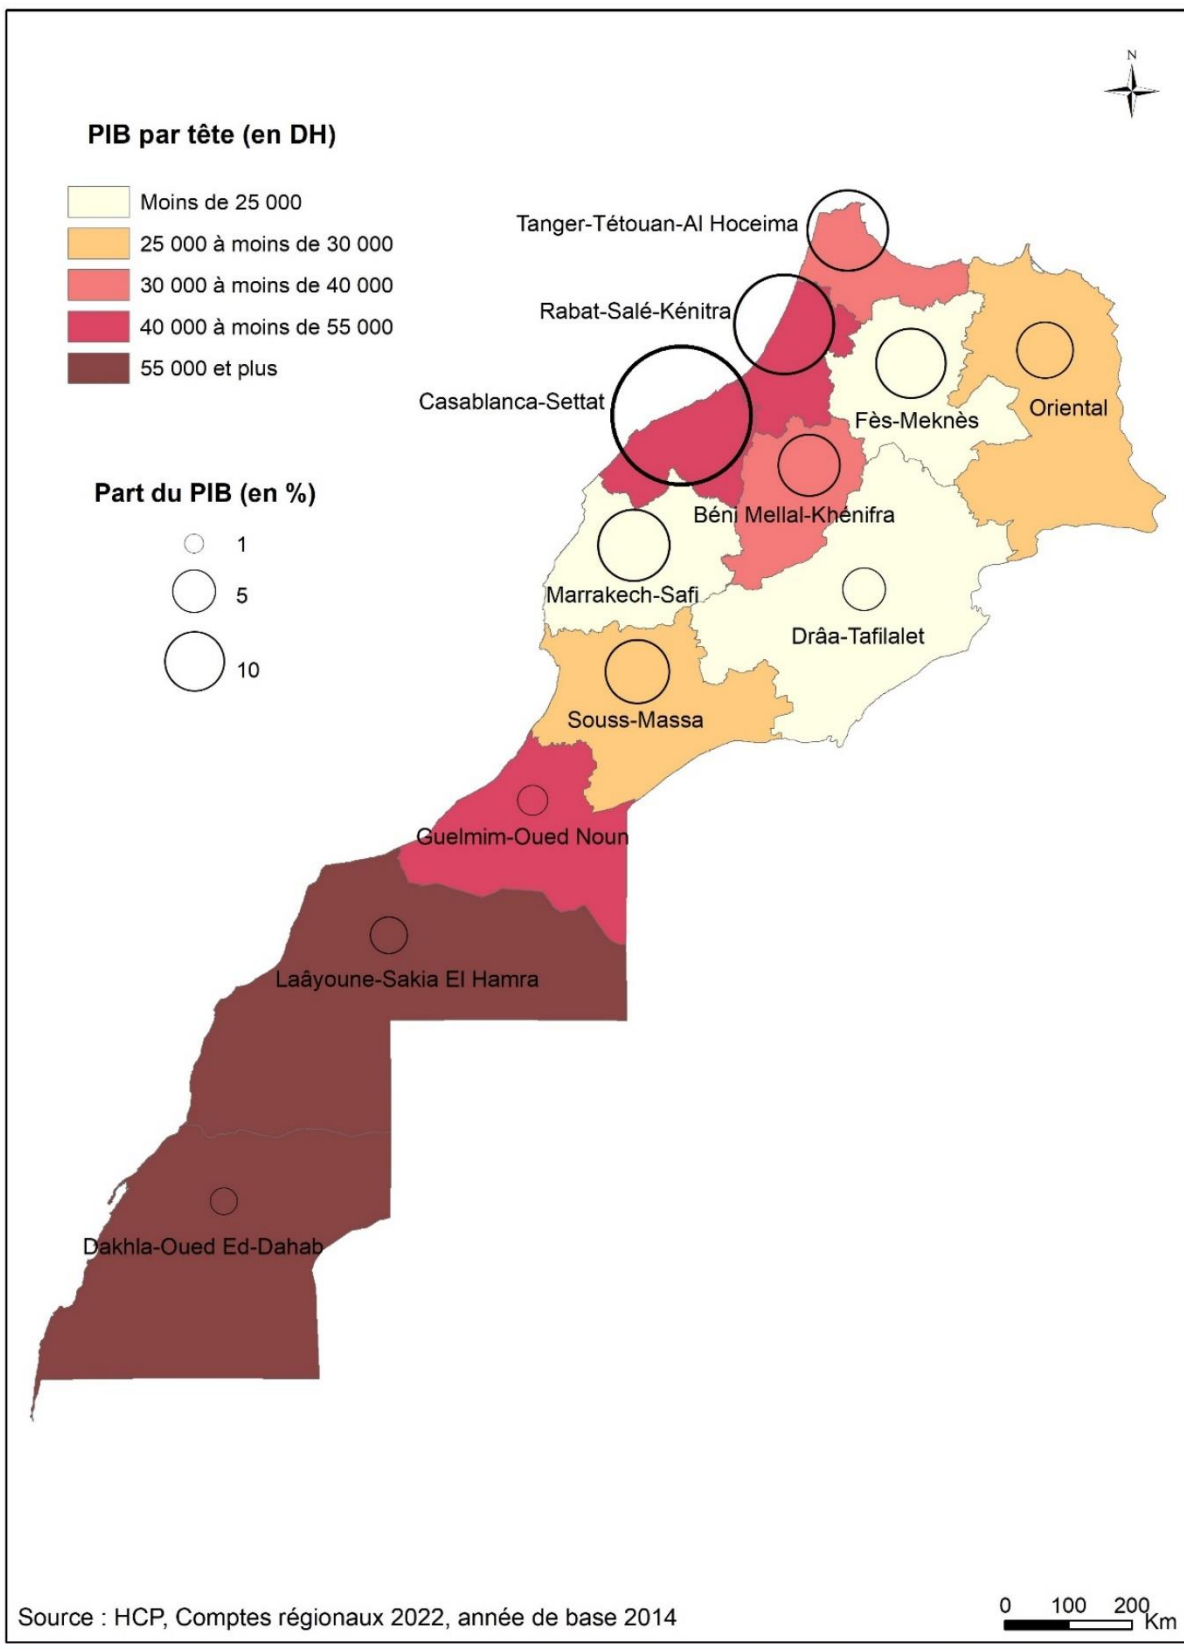 N
PIB par tête (en DH)
Moins de 25 000
25 000 à moins de 30 000
30 000 à moins de 40 000
40 000 à moins de 55 000
55 000 et plus
Tanger-Tétouan-Al Hoceima
Rabat-Salé-Kénitra
Casablanca-Settat
Fès-Meknès
Oriental
Part du PIB (en %)
1
5
10
Béni Mellal-Khénifra
Marrakech-Safi
Drâa-Tafilalet
Souss-Massa
Guelmim-Oued Noun
Laâyoune-Sakia El Hamra
Dakhla-Oued Ed-Dahab
Source : HCP, Comptes régionaux 2022, année de base 2014
0 100 200
Km